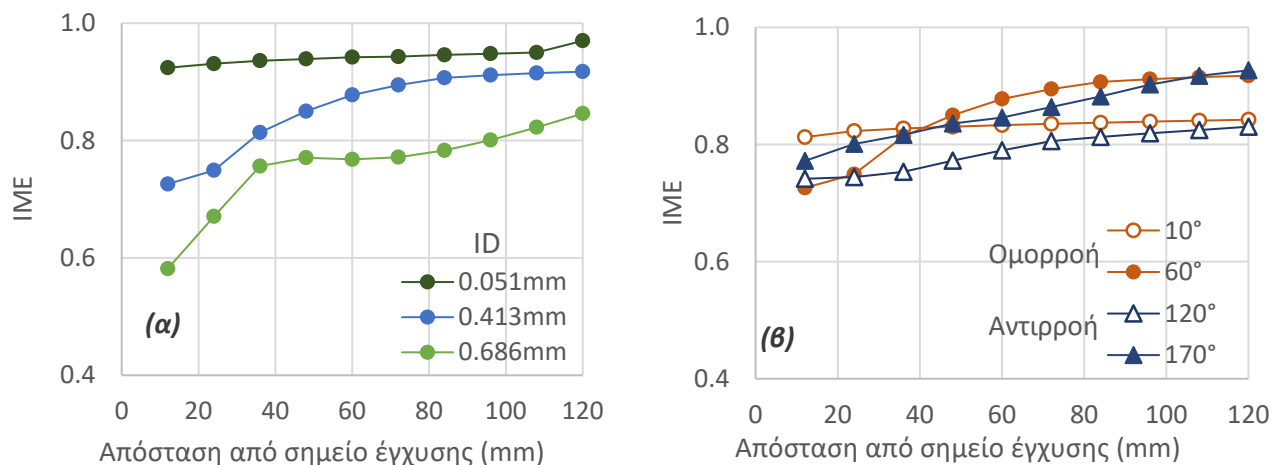 1.0
0.8
0.6
0.4
IME
ID
0.051mm
0.413mm
0.686mm
(α)
0 20 40 60 80 100 120
Απόσταση από σημείο έγχυσης (mm)
1.0
0.8
0.6
0.4
IME
10°
Ομορροή
60°
120°
Αντιρροή
170°
(β)
0 20 40 60 80 100 120
Απόσταση από σημείο έγχυσης (mm)